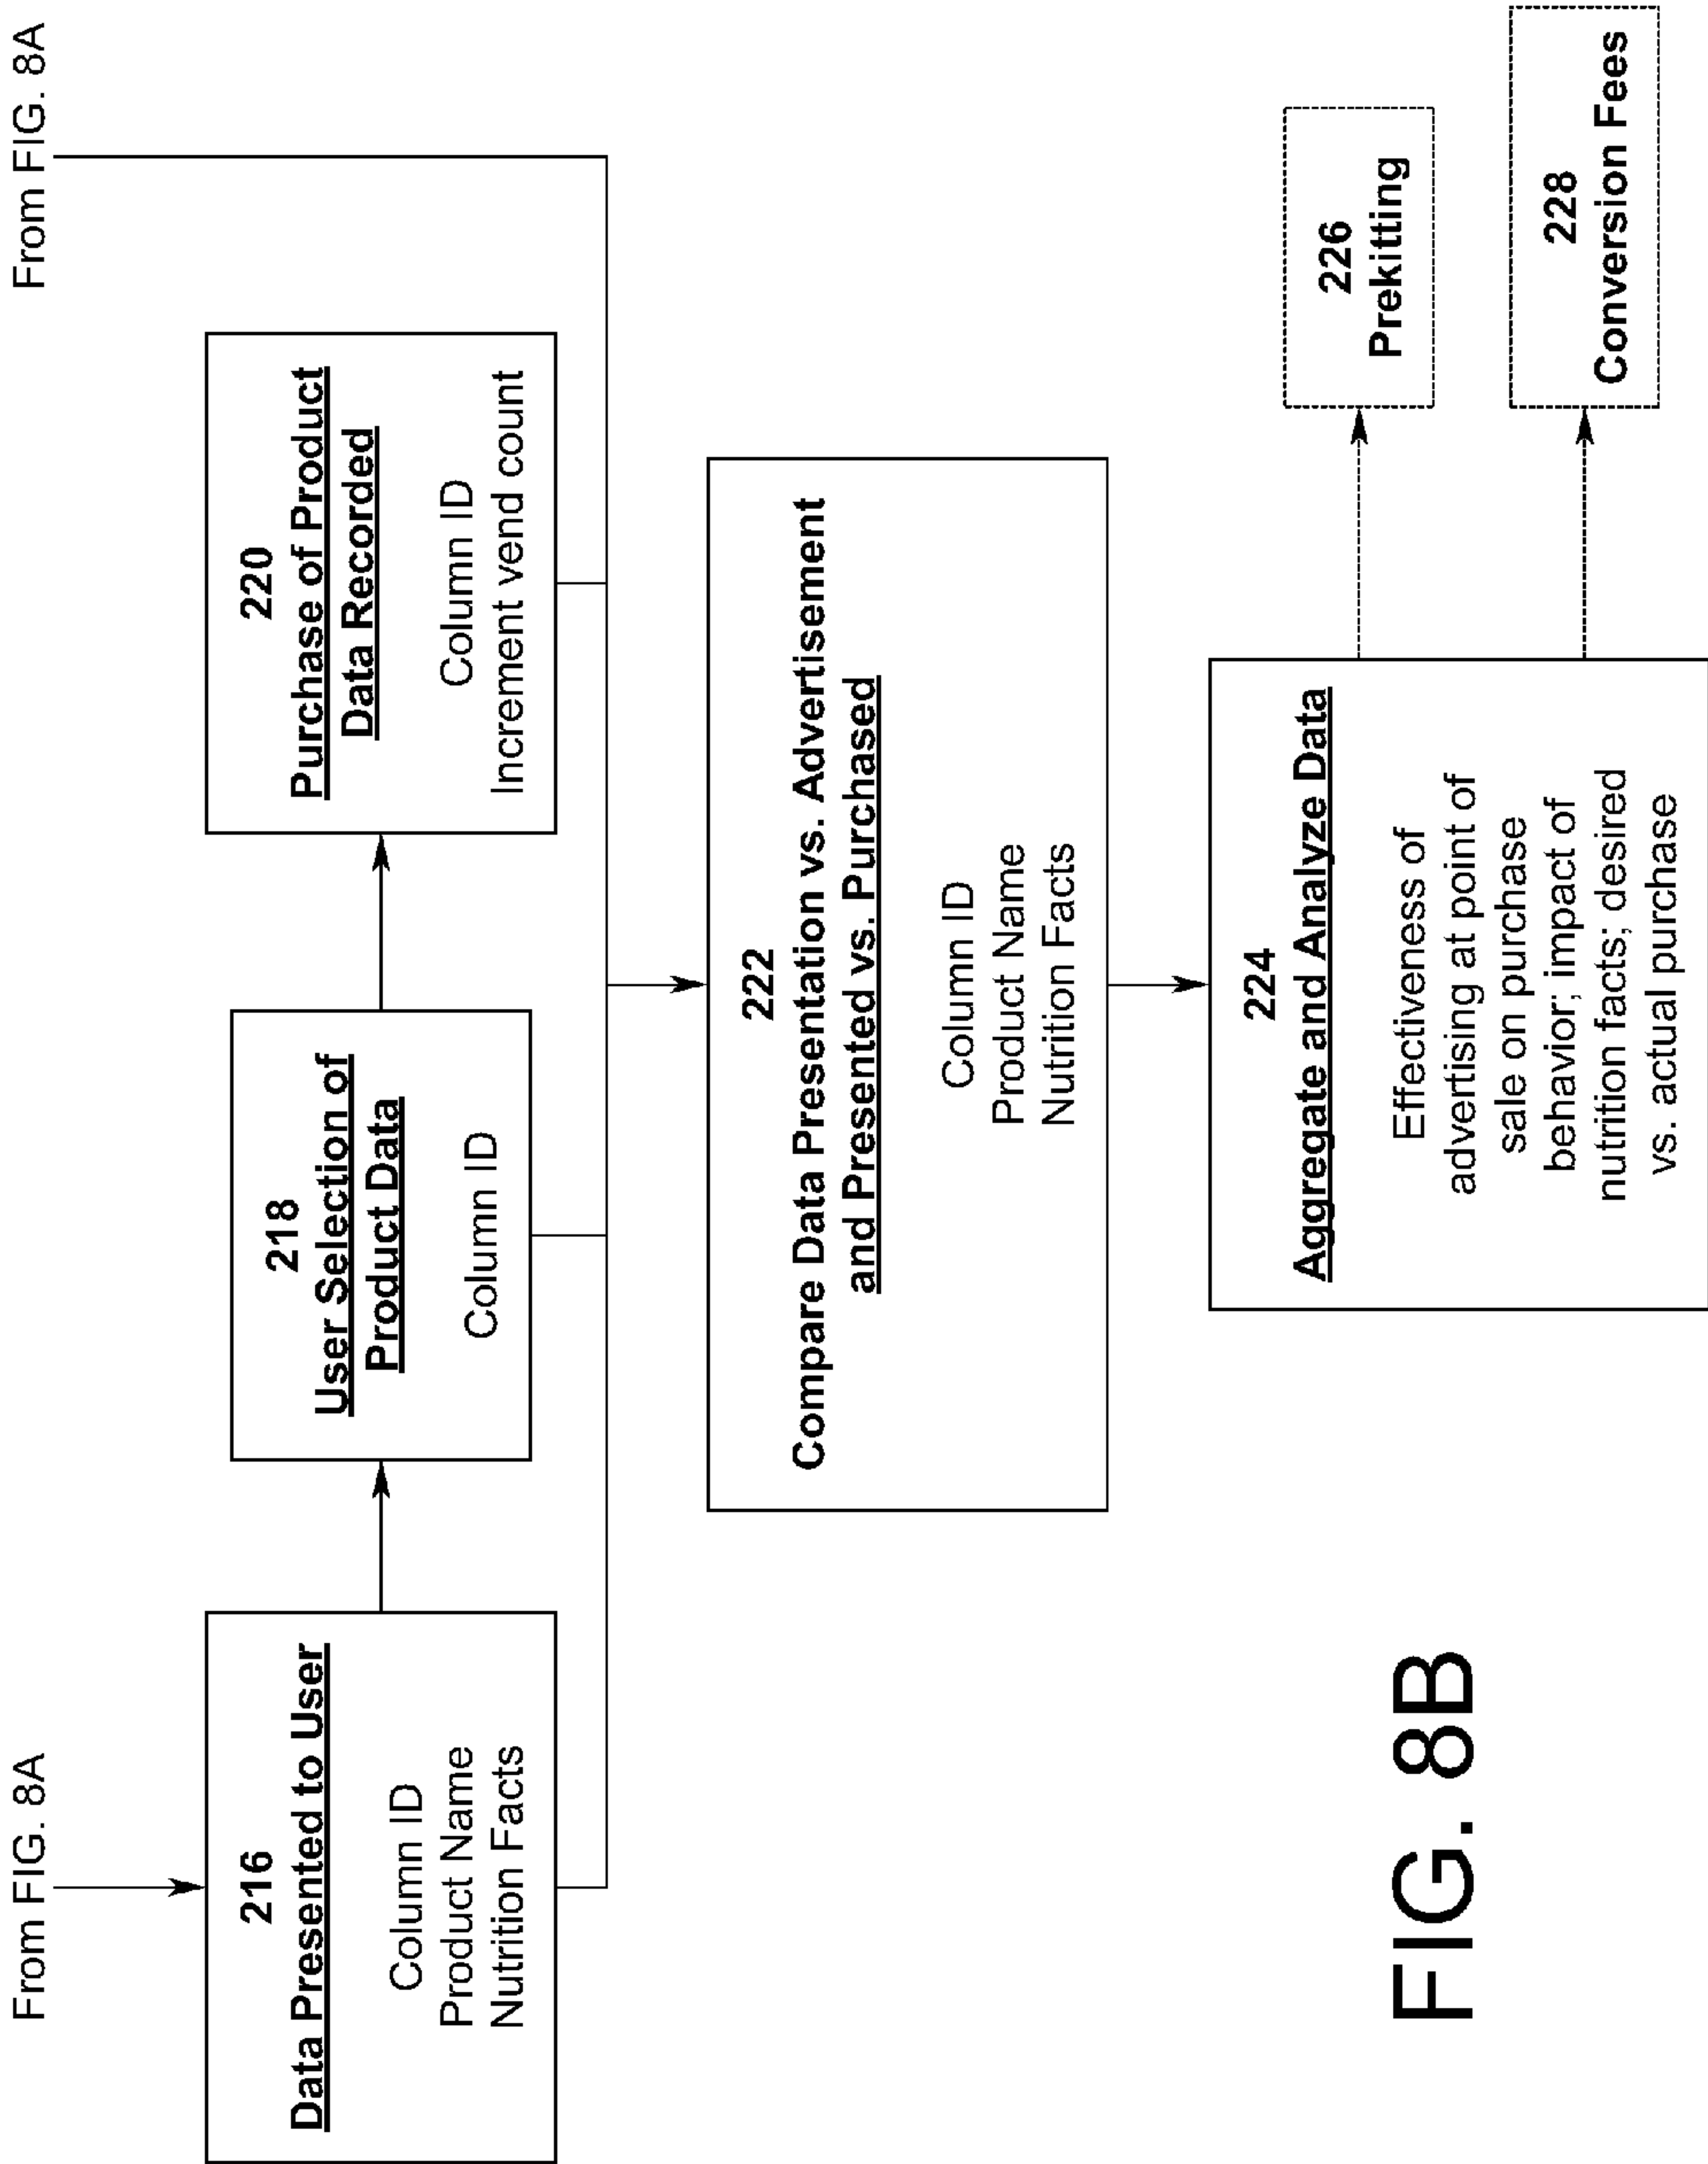 From FIG. 8A
From FIG. 8A
216
Data Presented to User
Column ID
Product Name
Nutrition Facts
218
User Selection of
Product Data
Column ID
220
Purchase of Product
Data Recorded
Column ID
Increment vend count
222
Compare Data Presentation vs. Advertisement
and Presented vs. Purchased
Column ID
Product Name
Nutrition Facts
224
Aggregate and Analyze Data
Effectiveness of
advertising at point of
sale on purchase
behavior; impact of
nutrition facts; desired
vs. actual purchase
226
Prekitting
228
Conversion Fees
FIG. 8B